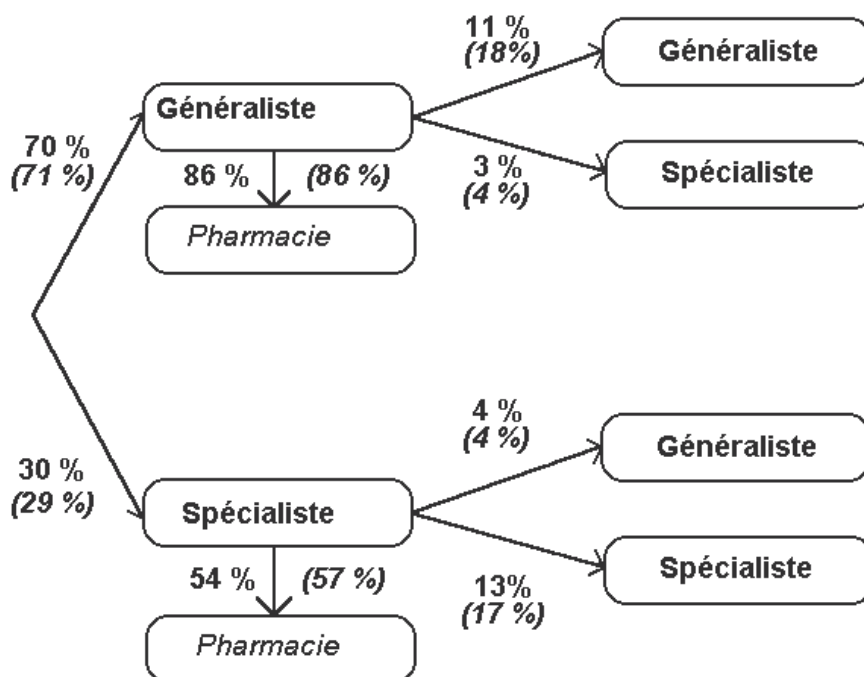 11 %
(18%)
Généraliste
Généraliste
70 %
(71 %)
86 %
(86 %)
3 %
(4 %)
Spécialiste
Pharmacie
4 %
(4 %)
Généraliste
30 %
(29 %)
Spécialiste
54 %
(57 %)
13%
(17 %)
Spécialiste
Pharmacie